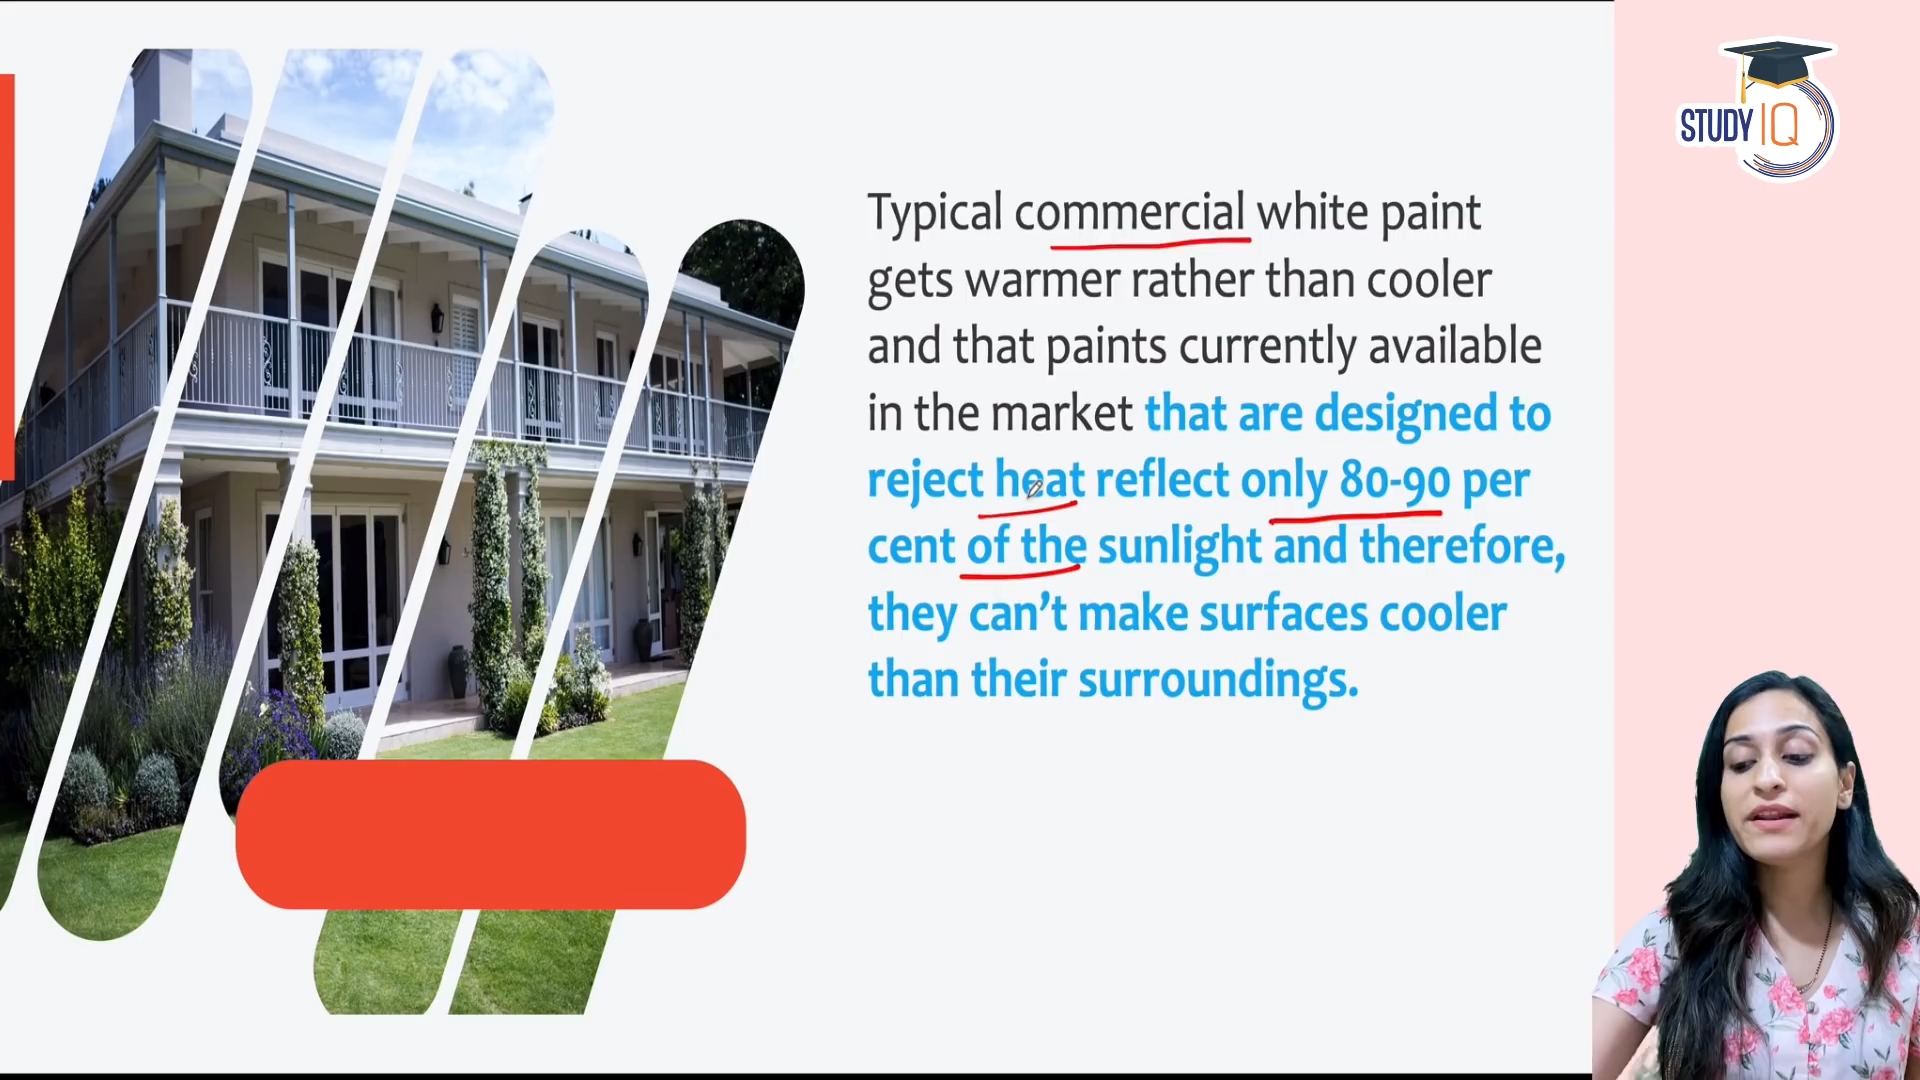 STUDY IQ
Typical commercial white paint
gets warmer rather than cooler
and that paints currently available
in the market that are designed to
reject heat reflect only 80-90 per
cent of the sunlight and therefore,
they can't make surfaces cooler
than their surroundings.